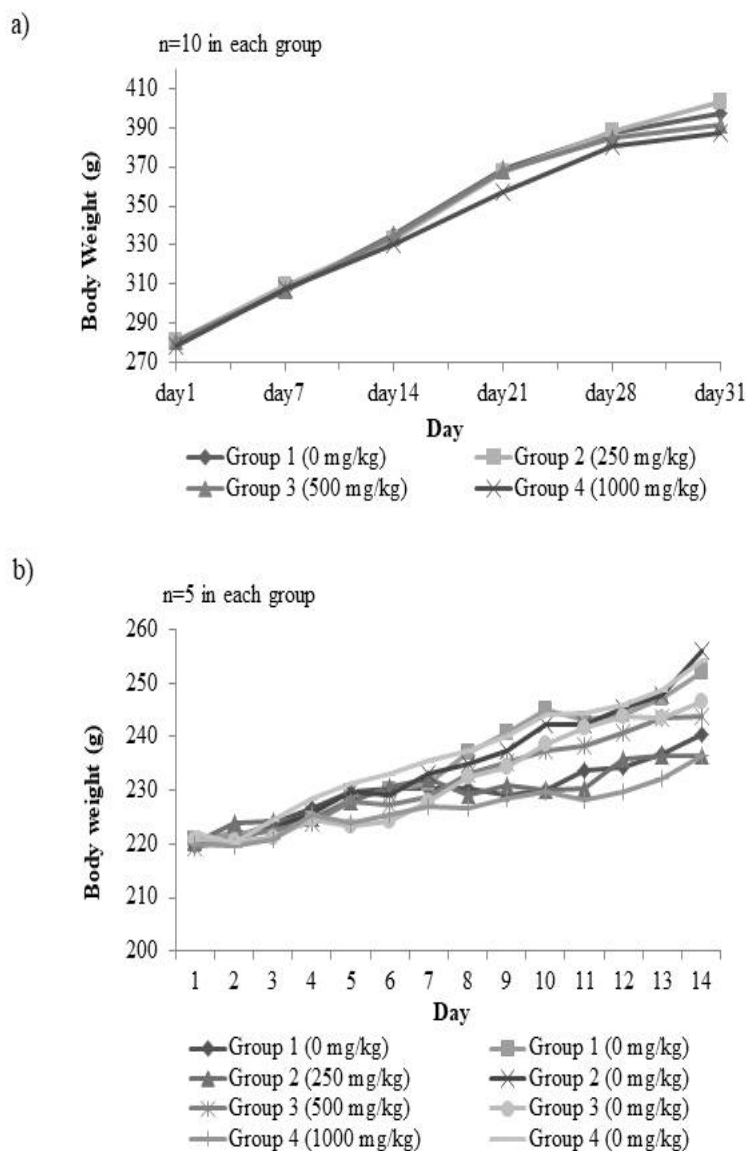 a)
n=10 in each group
410
390
370
350
330
310
290
270
Body Weight (g)
day1 day7 day14 day21 day28 day31
Day
Group 1 (0 mg/kg) Group 2 (250 mg/kg)
Group 3 (500 mg/kg) Group 4 (1000 mg/kg)
b)
n=5 in each group
260
250
240
230
220
210
200
Body weight (g)
1 2 3 4 5 6 7 8 9 10 11 12 13 14
Day
Group 1 (0 mg/kg) Group 1 (0 mg/kg)
Group 2 (250 mg/kg) Group 2 (0 mg/kg)
Group 3 (500 mg/kg) Group 3 (0 mg/kg)
Group 4 (1000 mg/kg) Group 4 (0 mg/kg)